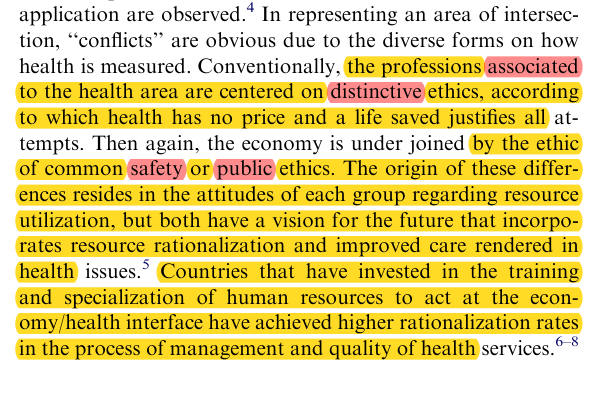 application are observed.4 In representing an area of intersec-
tion, “conflicts” are obvious due to the diverse forms on how
health is measured. Conventionally, the professions associated
to the health area are centered on distinctive ethics, according
to which health has no price and a life saved justifies all at-
tempts. Then again, the economy is under joined by the ethic
of common safety or public ethics. The origin of these differ-
ences resides in the attitudes of each group regarding resource
utilization, but both have a vision for the future that incorpo-
rates resource rationalization and improved care rendered in
health issues.5 Countries that have invested in the training
and specialization of human resources to act at the econ-
omy/health interface have achieved higher rationalization rates
in the process of management and quality of health services.6–8